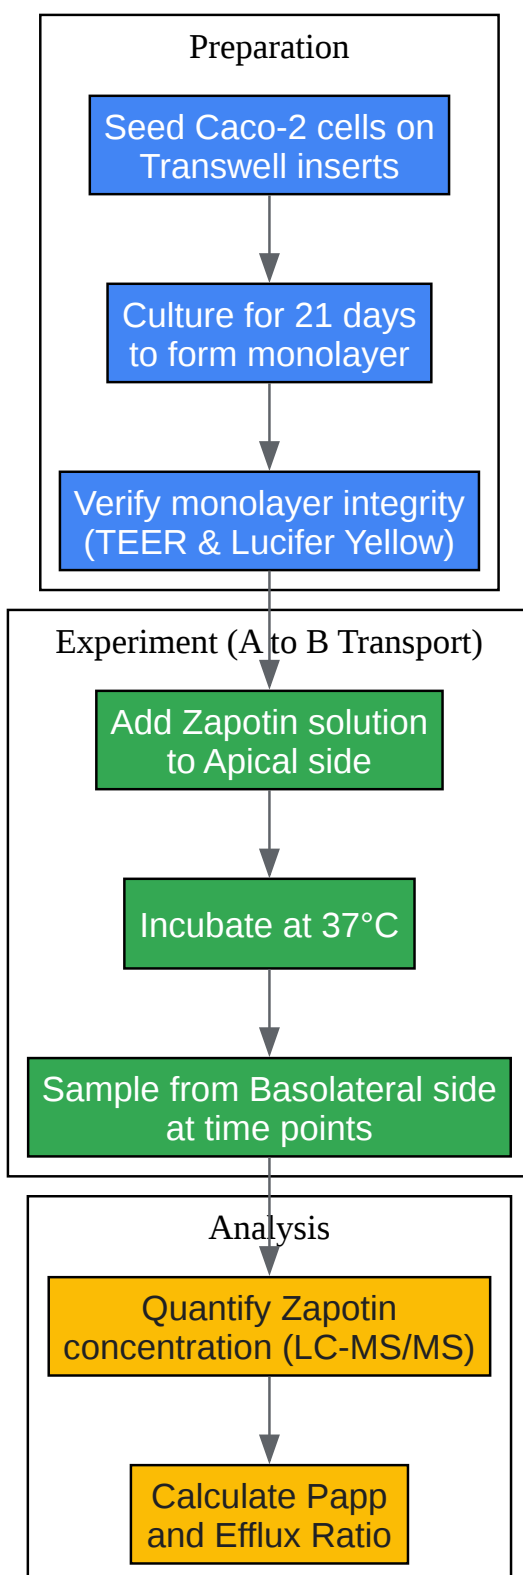 Preparation
Seed Caco-2 cells on
Transwell inserts
Culture for 21 days
to form monolayer
Verify monolayer integrity
(TEER & Lucifer Yellow)
Experiment (A to B Transport)
Add Zapotin solution
to Apical side
Incubate at 37°C
Sample from Basolateral side
at time points
Analysis
Quantify Zapotin
concentration (LC-MS/MS)
Calculate Papp
and Efflux Ratio